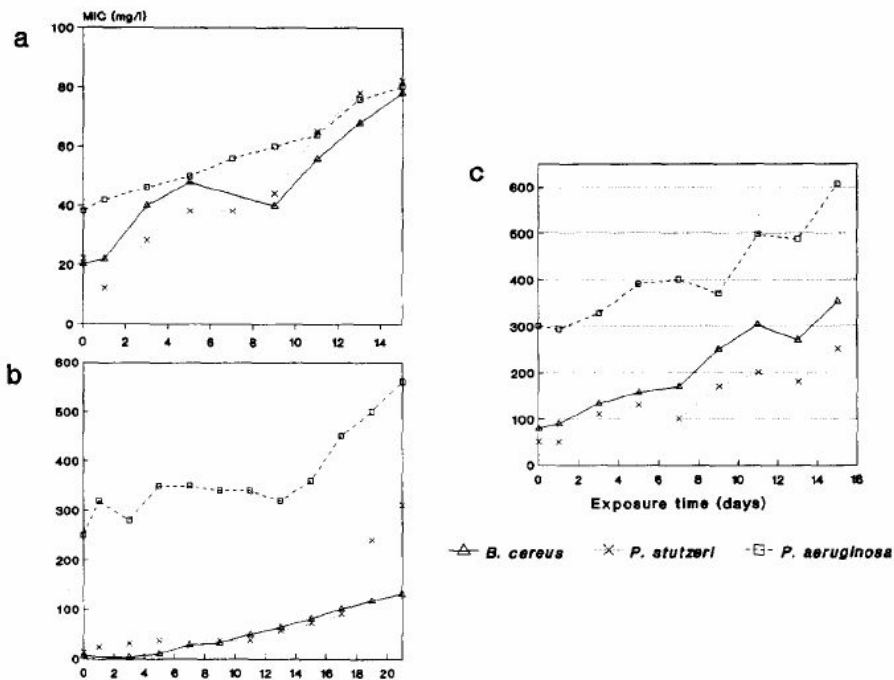 MIC (mg/l)
a
100
80
60
40
20
0
0 2 4 6 8 10 12 14
b
600
500
400
300
200
100
0
0 2 4 6 8 10 12 14 16 18 20
c
600
500
400
300
200
100
0
0 2 4 6 8 10 12 14 16
Exposure time (days)
B. cereus P. stutzeri P. aeruginosa